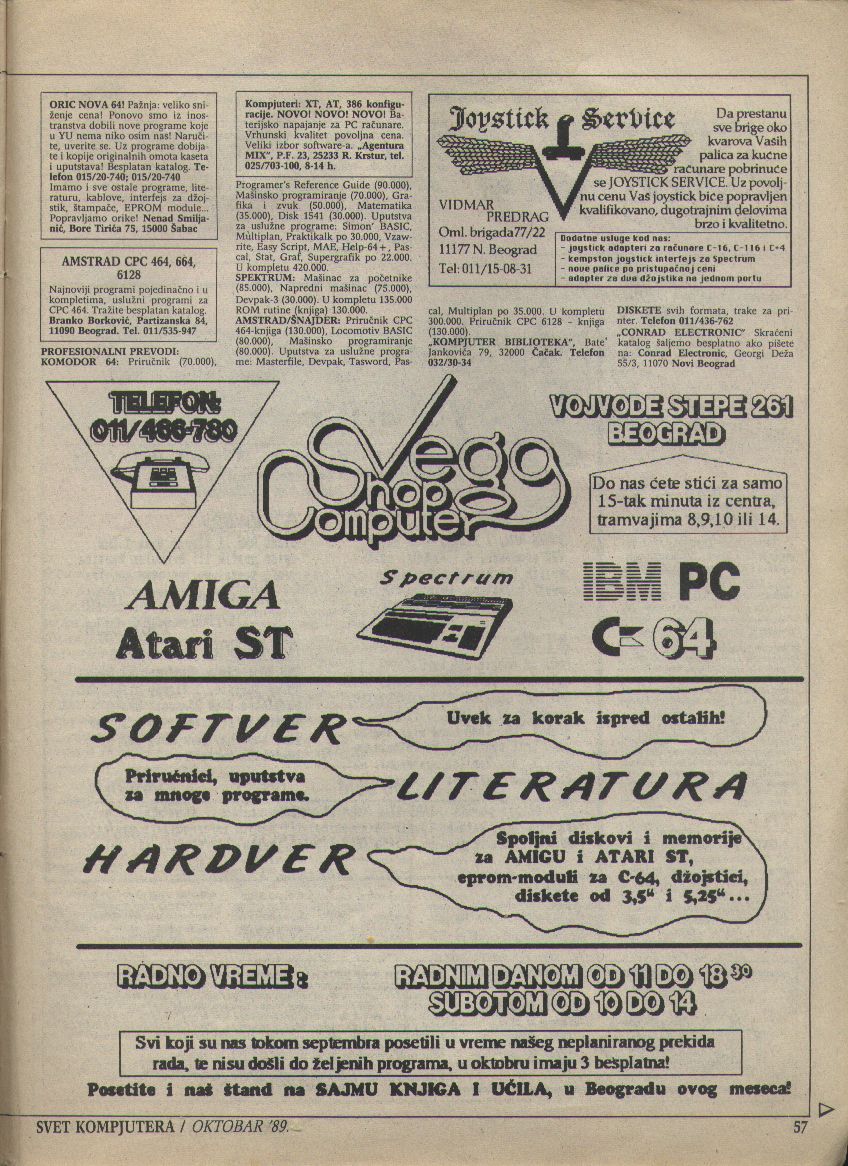 ORIC NOVA 64! Pažnja: veliko sni-
ženje cena! Ponovo smo iz inos-
transtva dobili nove programe koje
u YU nema niko osim nas! Naruči-
te, uverite se. Uz programe dobija-
te i kopije originalnih omota kaseta
i uputstava! Besplatan katalog. Te-
lefon 015/20-740; 015/20-740
Imamo i sve ostale programe, lite-
raturu, kablove, interfejs za džoj-
stik, štampače, EPROM module...
Popravljamo orike! Nenad Smilja-
nić, Bore Tirića 75, 15000 Šabac
AMSTRAD CPC 464, 664,
6128
Najnoviji programi pojedinačno i u
kompletima, uslužni programi za
CPC 464. Tražite besplatan katalog.
Branko Borković, Partizanska 84,
11090 Beograd. Tel. 011/535-947
PROFESIONALNI PREVODI:
KOMODOR 64: Priručnik (70.000),
Kompjuteri: XT, AT, 386 konfigu-
racije. NOVO! NOVO! NOVO! Ba-
terijsko napajanje za PC računare.
Vrhunski kvalitet povoljna cena.
Veliki izbor software-a. „Agentura
MIX", P.F. 23, 25233 R. Krstur, tel.
025/703-100, 8-14 h.
Programer's Reference Guide (90.000),
Mašinsko programiranje (70.000), Gra-
fika i zvuk (50.000), Matematika
(35.000), Disk 1541 (30.000). Uputstva
za uslužne programe: Simon' BASIC,
Multiplan, Praktikalk po 30.000, Vzaw-
rite, Easy Script, MAE, Help-64+, Pas-
cal, Stat, Graf, Supergrafik po 22.000.
U kompletu 420.000.
SPEKTRUM: Mašinac za početnike
(85.000), Napredni mašinac (75.000),
Devpak-3 (30.000). U kompletu 135.000
ROM rutine (knjiga) 130.000.
AMSTRAD/ŠNAJDER: Priručnik CPC
464-knjiga (130.000), Locomotiv BASIC
(80.000), Mašinsko programiranje
(80.000). Uputstva za uslužne progra-
me: Masterfile, Devpak, Tasword, Pas-
Joystick Service
VIDMAR
PREDRAG
Oml. brigada 77/22
11177 N. Beograd
Tel: 011/15-08-31
Da prestanu
sve brige oko
kvarova Vaših
palica za kućne
računare pobrinuće
se JOYSTICK SERVICE. Uz povolj-
nu cenu Vaš joystick biće popravljen
kvalifikovano, dugotrajnim delovima
brzo i kvalitetno.
Dodatne usluge kod nas:
- joystick adapteri za računare C-16, C-116 i C+4
- kempston joystick interfejs za Spectrum
- nove palice po pristupačnoj ceni
- adapter za dva džojstika na jednom portu
cal, Multiplan po 35.000. U kompletu
300.000. Priručnik CPC 6128 - knjiga
(130.000).
„KOMPJUTER BIBLIOTEKA", Bate'
Jankovića 79, 32000 Čačak. Telefon
032/30-34
DISKETE svih formata, trake za pri-
nter. Telefon 011/436-762
„CONRAD ELECTRONIC" Skraćeni
katalog šaljemo besplatno ako pišete
na: Conrad Electronic, Georgi Deža
55/3, 11070 Novi Beograd
TELEFON:
011/466-780
Vega
Shop
Computer
VOJVODE STEPE 261
BEOGRAD
Do nas ćete stići za samo
15-tak minuta iz centra,
tramvajima 8,9,10 ili 14.
AMIGA
Atari ST
Spectrum
IBM PC
C 64
SOFTVER
Uvek za korak ispred ostalih!
Priručnici, uputstva
za mnoge programe.
LITERATURA
HARDVER
Spoljni diskovi i memorije
za AMIGU i ATARI ST,
eprom-moduli za C-64, džojstici,
diskete od 3,5" i 5,25"...
RADNO VREME:
RADNIM DANOM OD 11 DO 18 30
SUBOTOM OD 10 DO 14
Svi koji su nas tokom septembra posetili u vreme našeg neplaniranog prekida
rada, te nisu došli do željenih programa, u oktobru imaju 3 besplatna!
Posetite i naš štand na SAJMU KNJIGA I UČILA, u Beogradu ovog meseca!
SVET KOMPJUTERA / OKTOBAR '89.
57